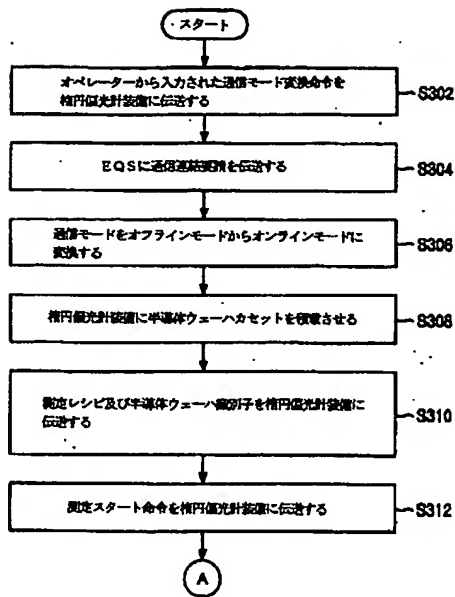 スタート
オペレーターから入力された通信モード変換命令を
楕円偏光計装備に伝送する
S302
EQSに通信連結要請を伝送する
S304
通信モードをオフラインモードからオンラインモードに
変換する
S306
楕円偏光計装備に半導体ウェーハカセットを積載させる
S308
測定レシピ及び半導体ウェーハ識別子を楕円偏光計装備に
伝送する
S310
測定スタート命令を楕円偏光計装備に伝送する
S312
A